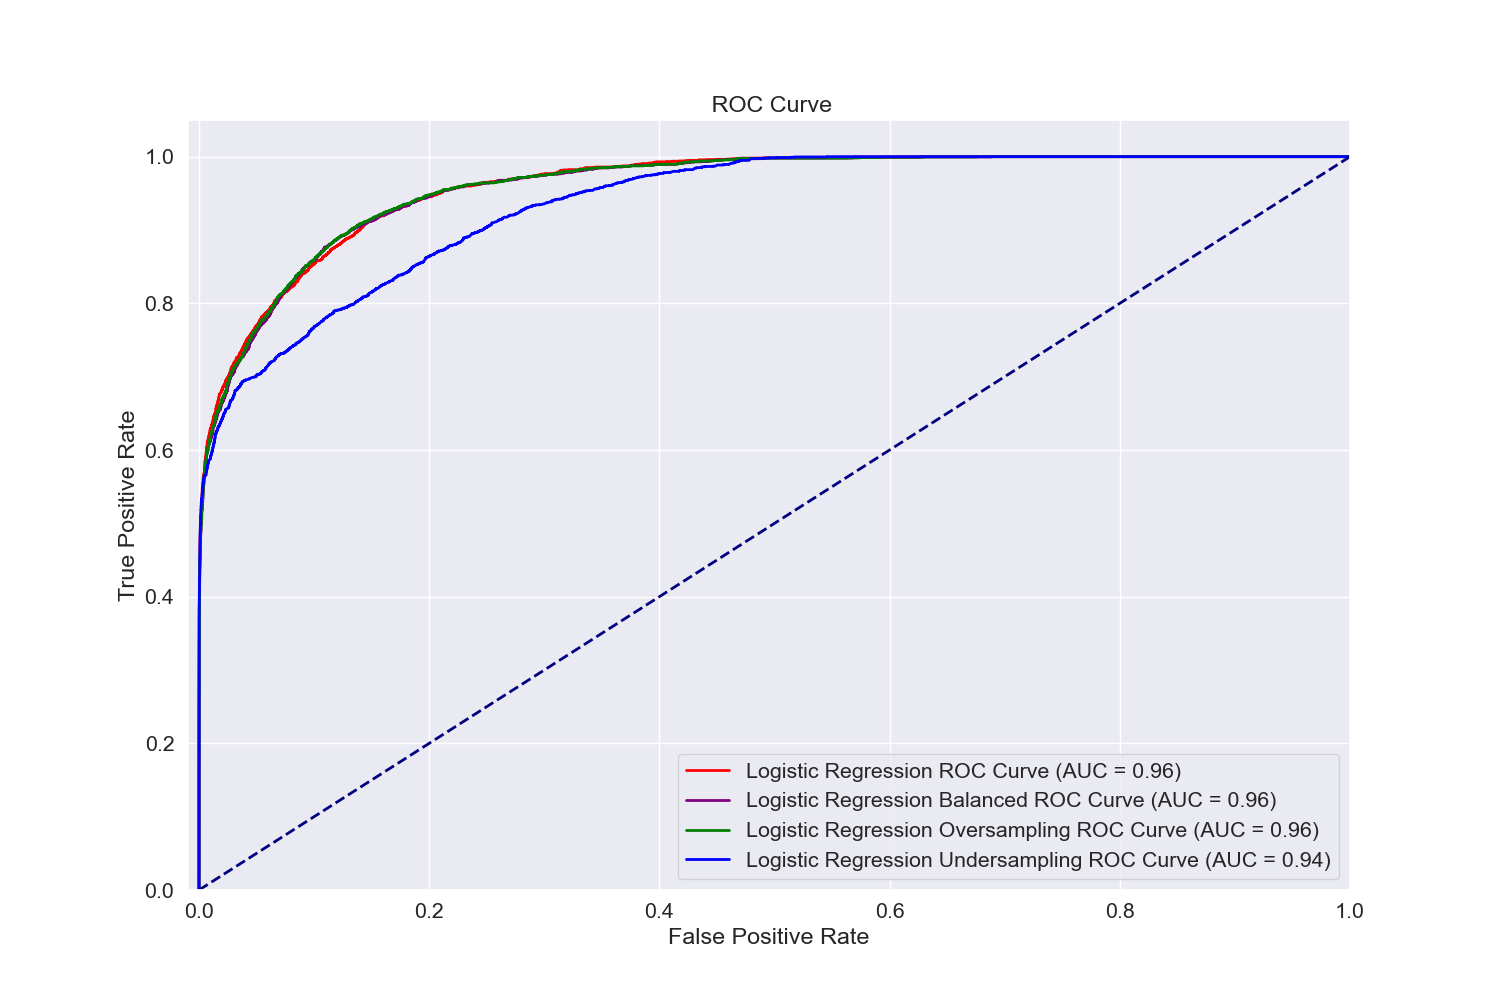 ROC Curve
1.0
0.8
0.6
0.4
0.2
0.0
True Positive Rate
Logistic Regression ROC Curve (AUC = 0.96)
Logistic Regression Balanced ROC Curve (AUC = 0.96)
Logistic Regression Oversampling ROC Curve (AUC = 0.96)
Logistic Regression Undersampling ROC Curve (AUC = 0.94)
0.0 0.2 0.4 0.6 0.8 1.0
False Positive Rate